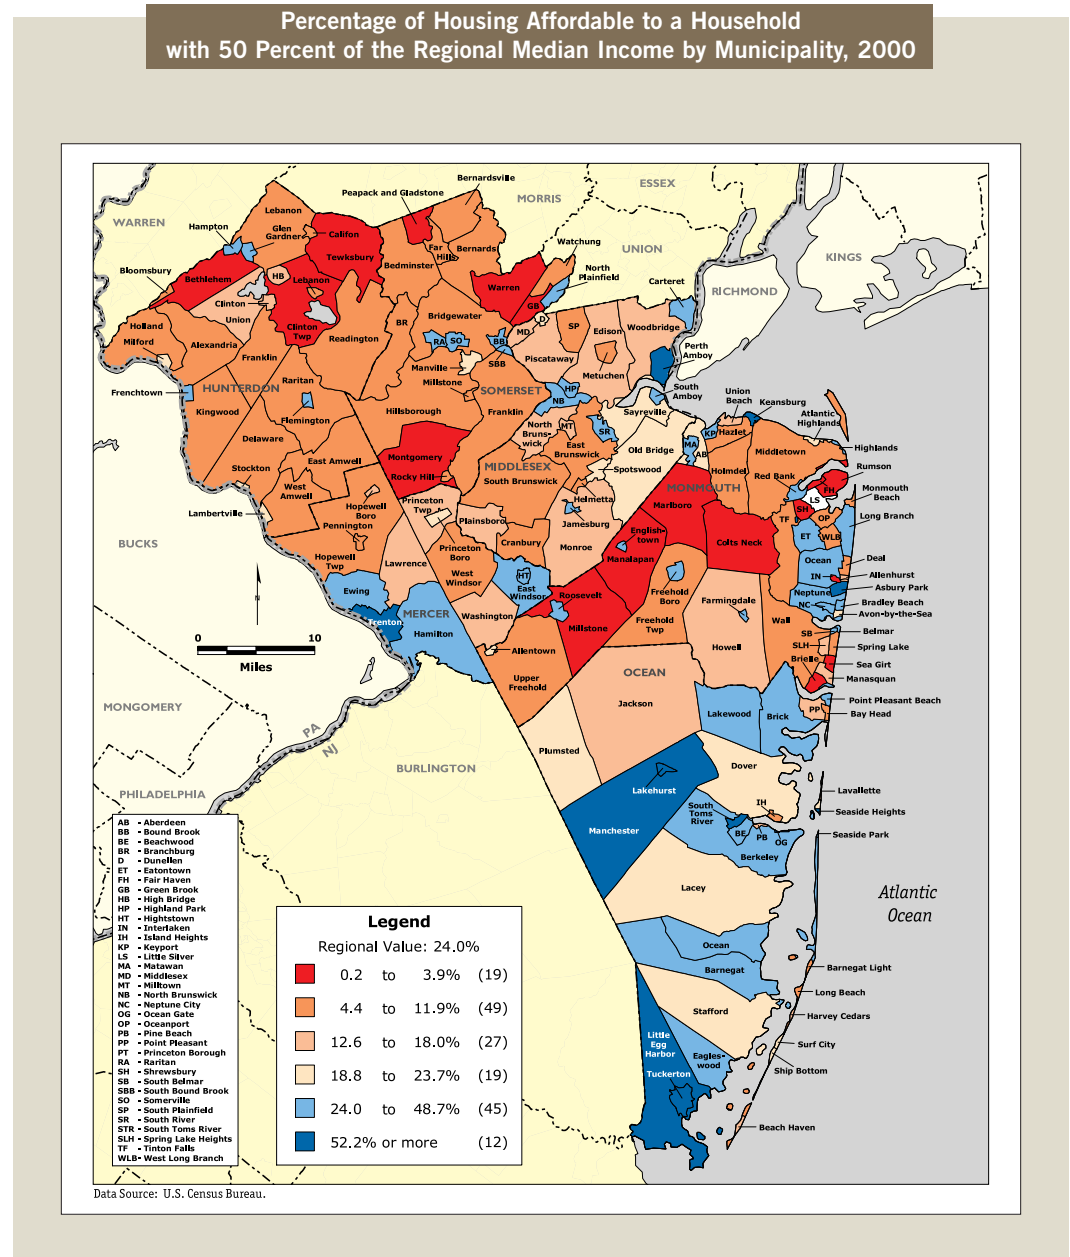 Percentage of Housing Affordable to a Household
with 50 Percent of the Regional Median Income by Municipality, 2000
Bernardsville
Peapack and Gladstone
ESSEX
MORRIS
WARREN
Lebanon
Hampton
Glen
Gardner
Califon
Far
Hills
Bernards
Watchung
UNION
KINGS
Tewksbury
Bedminster
North
Plainfield
Bloomsbury
Bethlehem
HB
Lebanon
Warren
Carteret
RICHMOND
Clinton
GB
Union
Clinton
Twp
BR
Bridgewater
D
MD
SP
Edison
Woodbridge
Holland
Milford
Alexandria
Readington
RA
SO
BB
Perth
Amboy
Franklin
Manville
SBB
Piscataway
Metuchen
Frenchtown
HUNTERDON
Raritan
Millstone
SOMERSET
HP
NB
South
Amboy
Union
Beach
Keansburg
Kingwood
Flemington
Hillsborough
Franklin
Sayreville
Atlantic
Highlands
North
Bruns-
wick
MT
SR
KP
Hazlet
Delaware
East
Brunswick
Old Bridge
MA
AB
Middletown
Highlands
East Amwell
Montgomery
Stockton
MIDDLESEX
Spotswood
Holmdel
Red Bank
Rumson
Rocky Hill
South Brunswick
MONMOUTH
FH
West
Amwell
Monmouth
Beach
Lambertville
Hopewell
Boro
Princeton
Twp
Helmetta
Marlboro
LS
SH
Pennington
Plainsboro
Jamesburg
English-
town
TF
OP
Long Branch
BUCKS
Cranbury
Monroe
Colts Neck
ET
WLB
Hopewell
Twp
Princeton
Boro
Manalapan
Ocean
Deal
Lawrence
West
Windsor
HT
IN
Allenhurst
Ewing
East
Windsor
Roosevelt
Freehold
Boro
Farmingdale
Neptune
Asbury Park
MERCER
Washington
NC
Bradley Beach
Trenton
Avon-by-the-Sea
Hamilton
Millstone
Freehold
Twp
Wall
SB
Belmar
0
10
Miles
N
Allentown
Howell
SLH
Spring Lake
Brielle
Sea Girt
Upper
Freehold
OCEAN
Manasquan
MONTGOMERY
Jackson
Lakewood
Brick
PP
Point Pleasant Beach
Bay Head
PA
NJ
Plumsted
BURLINGTON
Dover
PHILADELPHIA
Lakehurst
Lavallette
South
Toms
River
IH
Seaside Heights
Manchester
BE
PB
OG
Seaside Park
Berkeley
Lacey
Atlantic
Ocean
Ocean
Barnegat
Barnegat Light
Long Beach
Stafford
Harvey Cedars
Little
Egg
Harbor
Eagles-
wood
Surf City
Tuckerton
Ship Bottom
Beach Haven
AB - Aberdeen
BB - Bound Brook
BE - Beachwood
BR - Branchburg
D - Dunellen
ET - Eatontown
FH - Fair Haven
GB - Green Brook
HB - High Bridge
HP - Highland Park
HT - Hightstown
IN - Interlaken
IH - Island Heights
KP - Keyport
LS - Little Silver
MA - Matawan
MD - Middlesex
MT - Milltown
NB - North Brunswick
NC - Neptune City
OG - Ocean Gate
OP - Oceanport
PB - Pine Beach
PP - Point Pleasant
PT - Princeton Borough
RA - Raritan
SH - Shrewsbury
SB - South Belmar
SBB - South Bound Brook
SO - Somerville
SP - South Plainfield
SR - South River
STR - South Toms River
SLH - Spring Lake Heights
TF - Tinton Falls
WLB- West Long Branch
Legend
Regional Value: 24.0%
0.2 to 3.9% (19)
4.4 to 11.9% (49)
12.6 to 18.0% (27)
18.8 to 23.7% (19)
24.0 to 48.7% (45)
52.2% or more (12)
Data Source: U.S. Census Bureau.